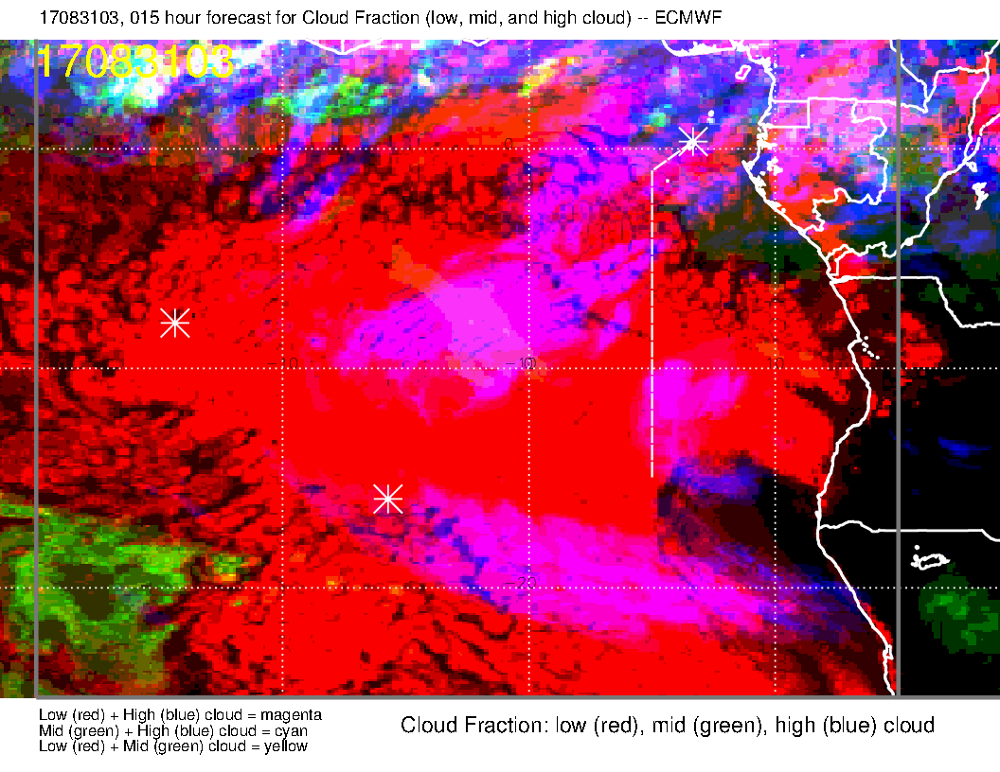 17083103, 015 hour forecast for Cloud Fraction (low, mid, and high cloud) -- ECMWF
17083103
0
-10
-10
10
-20
Low (red) + High (blue) cloud = magenta
Mid (green) + High (blue) cloud = cyan
Low (red) + Mid (green) cloud = yellow
Cloud Fraction: low (red), mid (green), high (blue) cloud